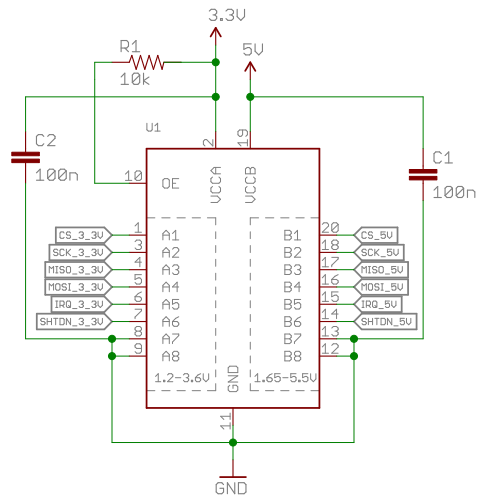 3.3V
R1
5V
10k
U1
C2
100n
2
19
C1
100n
VCCA
VCCB
10
OE
CS_3_3V
1
A1
B1
20
CS_5V
SCK_3_3V
3
A2
B2
18
SCK_5V
MISO_3_3V
4
A3
B3
17
MISO_5V
MOSI_3_3V
5
A4
B4
16
MOSI_5V
IRQ_3_3V
6
A5
B5
15
IRQ_5V
SHTDN_3_3V
7
A6
B6
14
SHTDN_5V
8
A7
B7
13
9
A8
B8
12
1.2-3.6V
GND
1.65-5.5V
11
GND